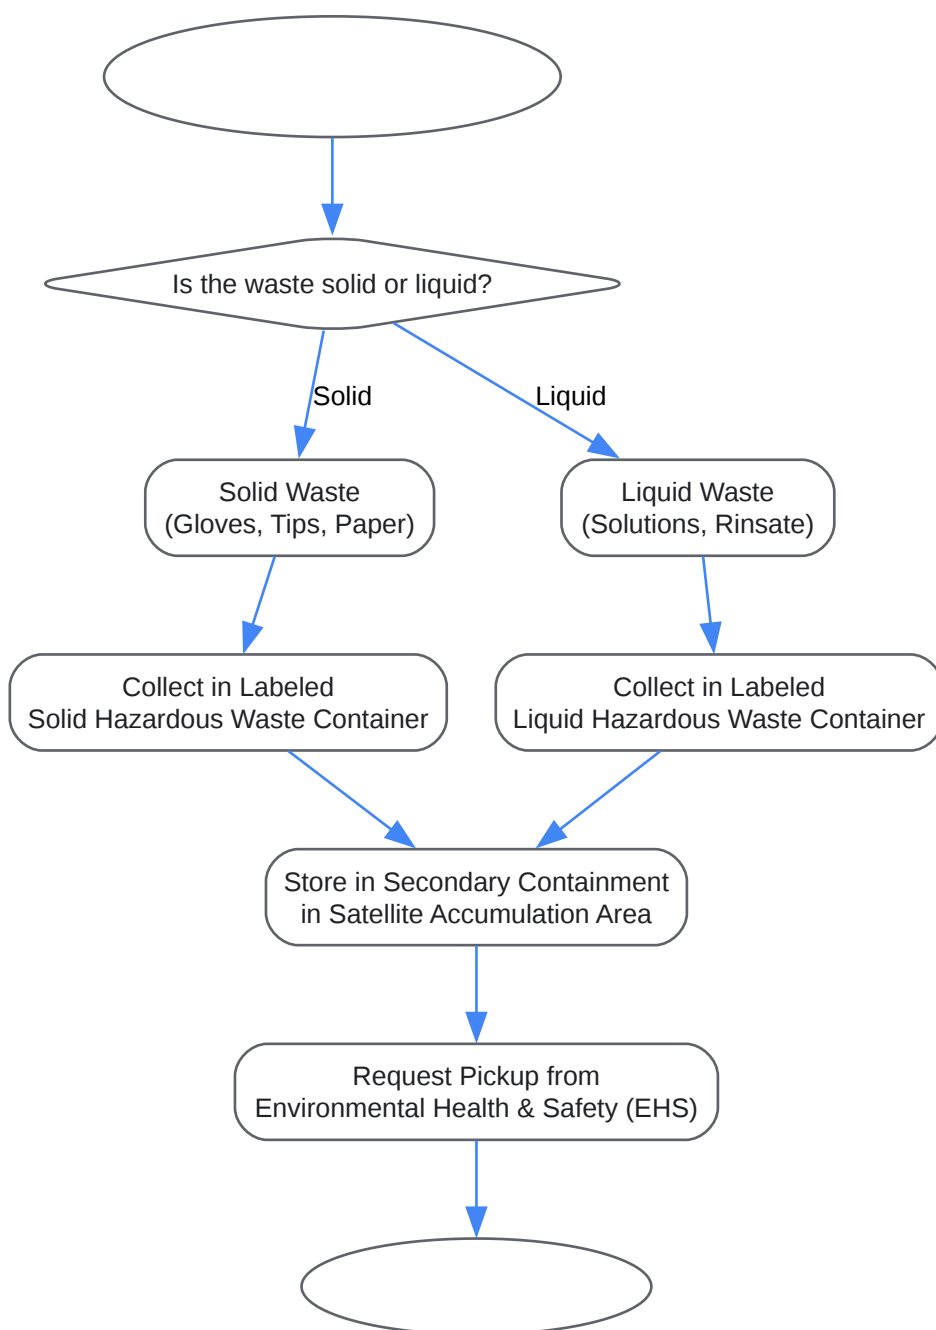 Is the waste solid or liquid?
Solid
Liquid
Solid Waste
(Gloves, Tips, Paper)
Liquid Waste
(Solutions, Rinsate)
Collect in Labeled
Solid Hazardous Waste Container
Collect in Labeled
Liquid Hazardous Waste Container
Store in Secondary Containment
in Satellite Accumulation Area
Request Pickup from
Environmental Health & Safety (EHS)